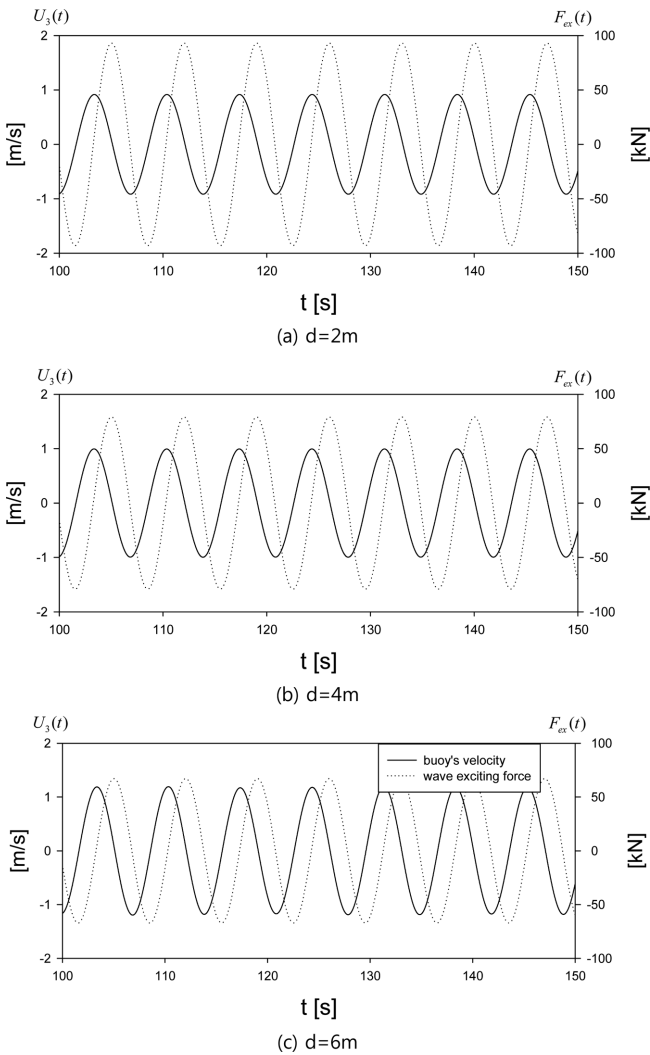 U3(t) Fex(t)
2 100
1 50
[m/s] 0 0 [kN]
-1 -50
-2 -100
100 110 120 130 140 150
t [s]
(a) d=2m
U3(t) Fex(t)
2 100
1 50
[m/s] 0 0 [kN]
-1 -50
-2 -100
100 110 120 130 140 150
t [s]
(b) d=4m
U3(t) Fex(t)
2 100
buoy's velocity
wave exciting force
1 50
[m/s] 0 0 [kN]
-1 -50
-2 -100
100 110 120 130 140 150
t [s]
(c) d=6m